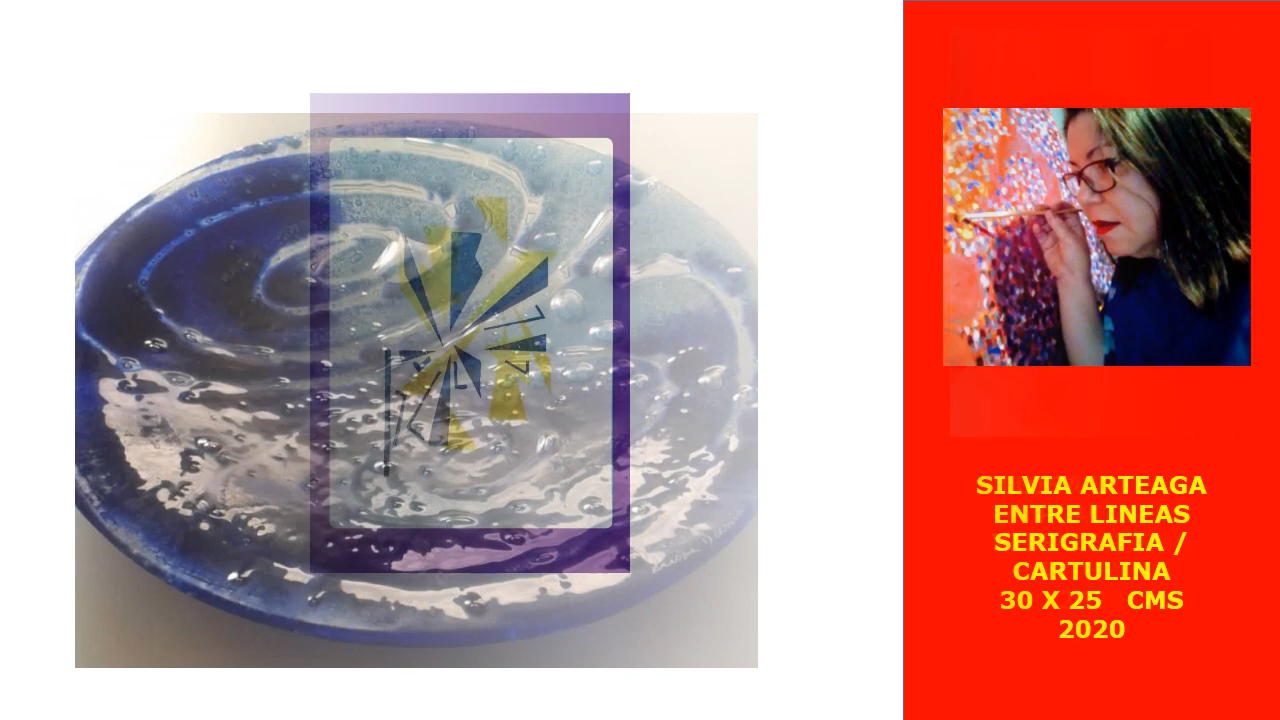 SILVIA ARTEAGA
ENTRE LINEAS
SERIGRAFIA /
CARTULINA
30 X 25 CMS
2020